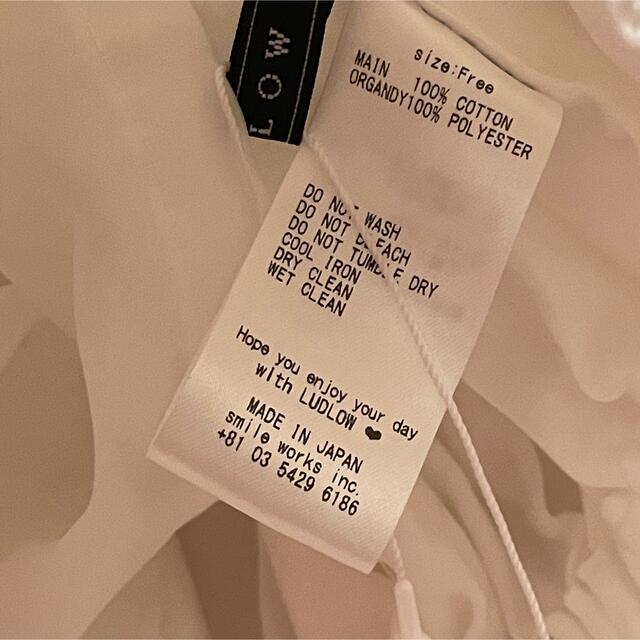 LOW
size:Free
MAIN 100% COTTON
ORGANDY100% POLYESTER
DO NOT WASH
DO NOT BLEACH
DO NOT TUMBLE DRY
COOL IRON
DRY CLEAN
WET CLEAN
Hope you enjoy your day
with LUDLOW ❤
MADE IN JAPAN
smile works inc.
+81 03 5429 6186